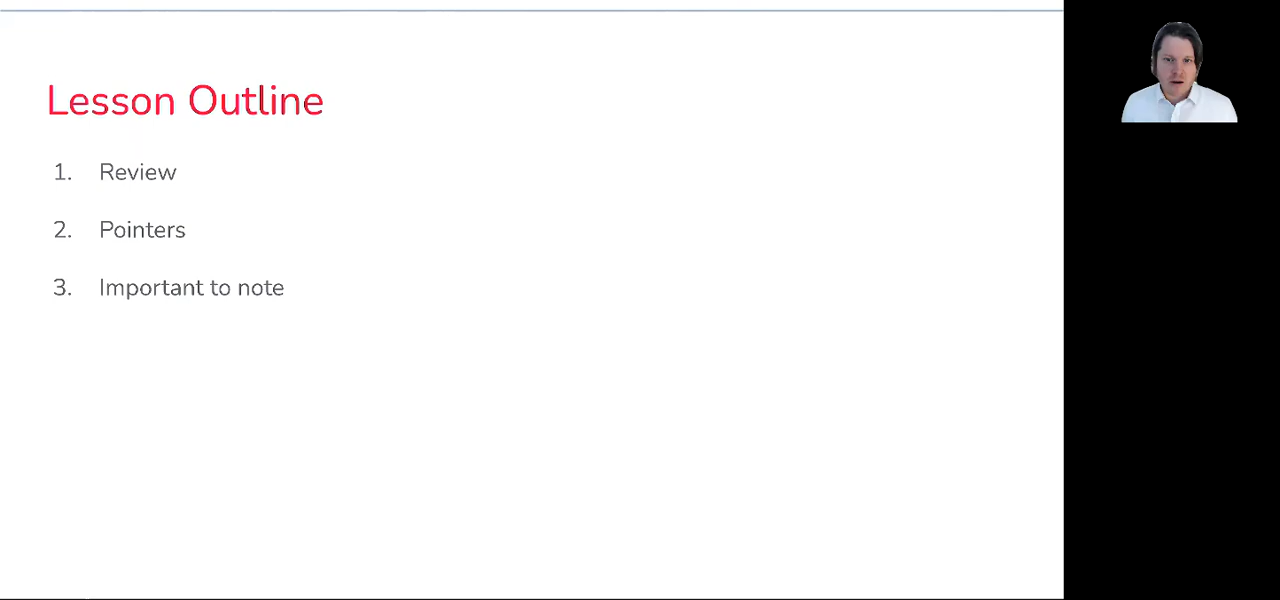 Lesson Outline
1. Review
2. Pointers
3. Important to note